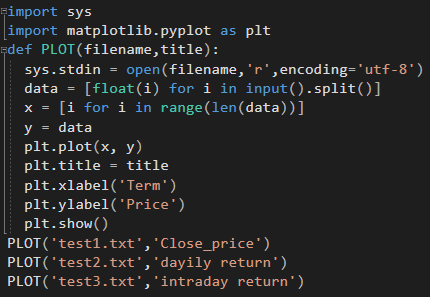 import sys
import matplotlib.pyplot as plt
def PLOT(filename,title):
  sys.stdin = open(filename,'r',encoding='utf-8')
  data = [float(i) for i in input().split()]
  x = [i for i in range(len(data))]
  y = data
  plt.plot(x, y)
  plt.title = title
  plt.xlabel('Term')
  plt.ylabel('Price')
  plt.show()
PLOT('test1.txt','Close_price')
PLOT('test2.txt','dayily return')
PLOT('test3.txt','intraday return')